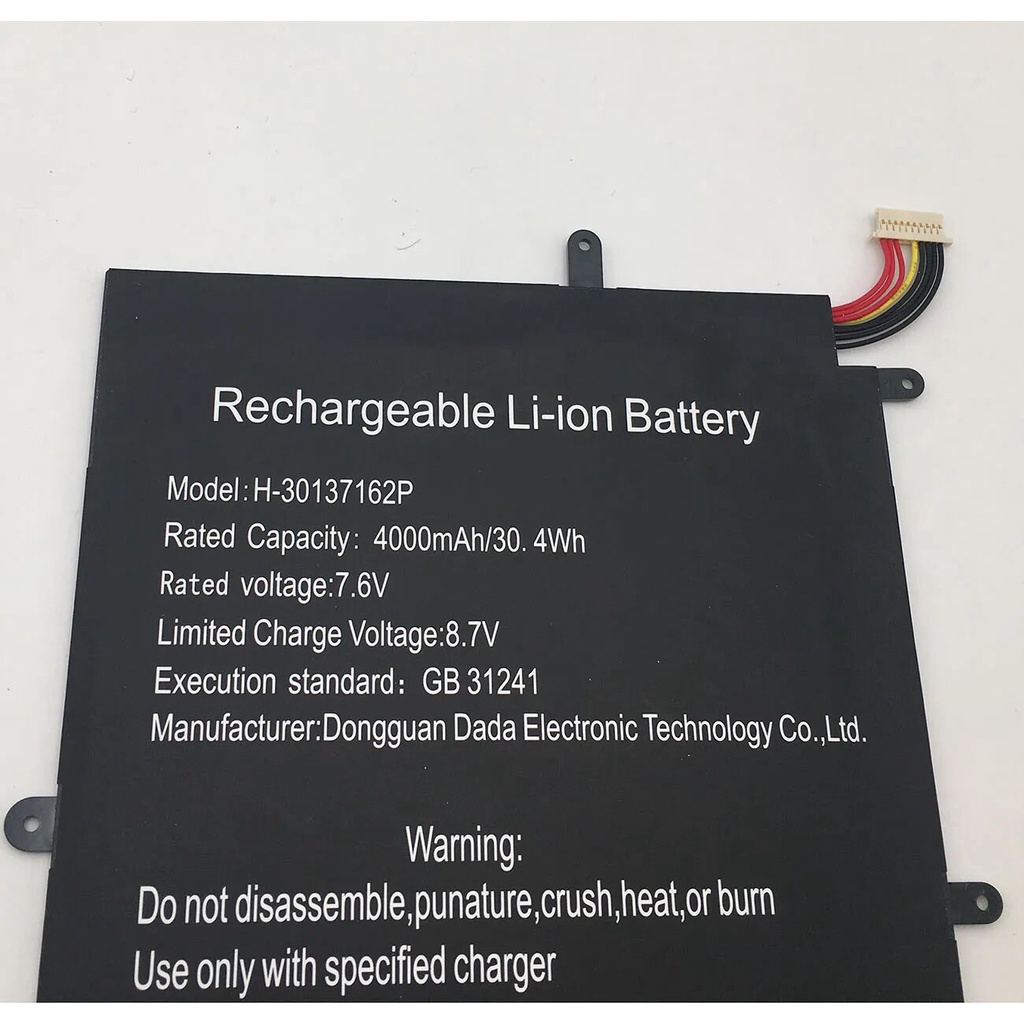 Rechargeable Li-ion Battery
Model:H-30137162P
Rated Capacity: 4000mAh/30.4Wh
Rated voltage:7.6V
Limited Charge Voltage:8.7V
Execution standard: GB 31241
Manufacturer:Dongguan Dada Electronic Technology Co.,Ltd.
Warning:
Do not disassemble,punature,crush,heat,or burn
Use only with specified charger